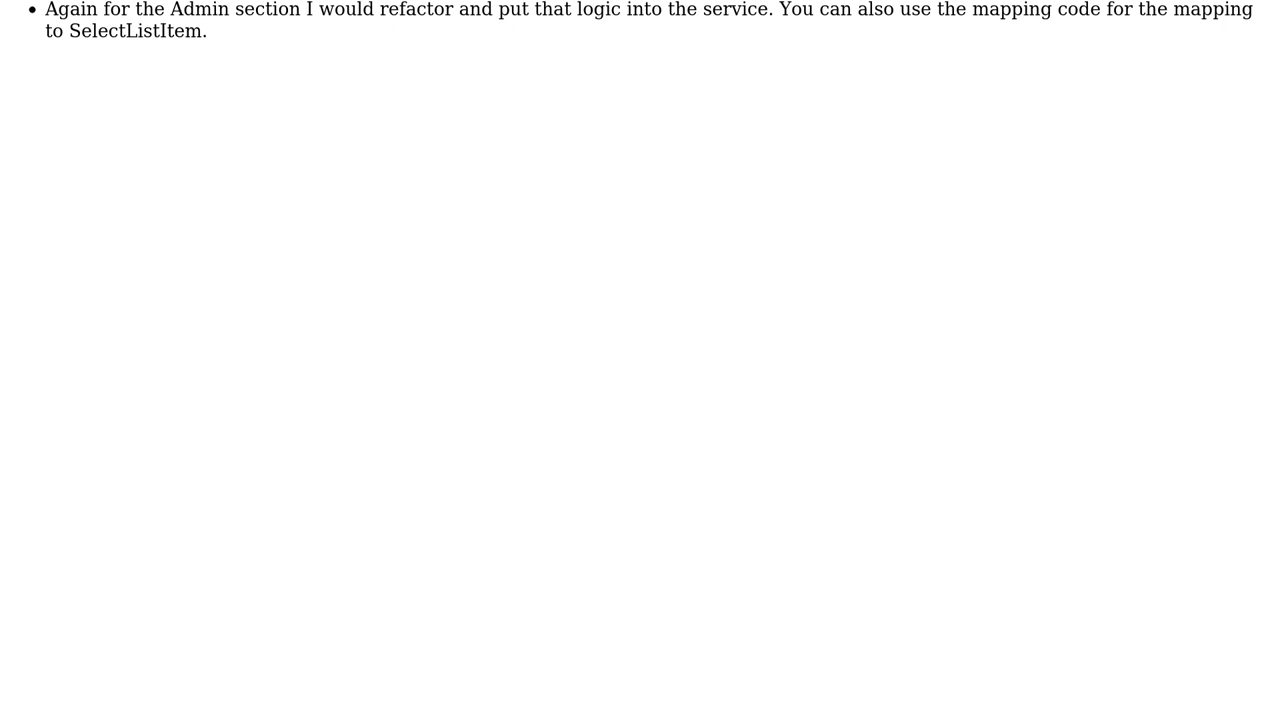 • Again for the Admin section I would refactor and put that logic into the service. You can also use the mapping code for the mapping
to SelectListItem.